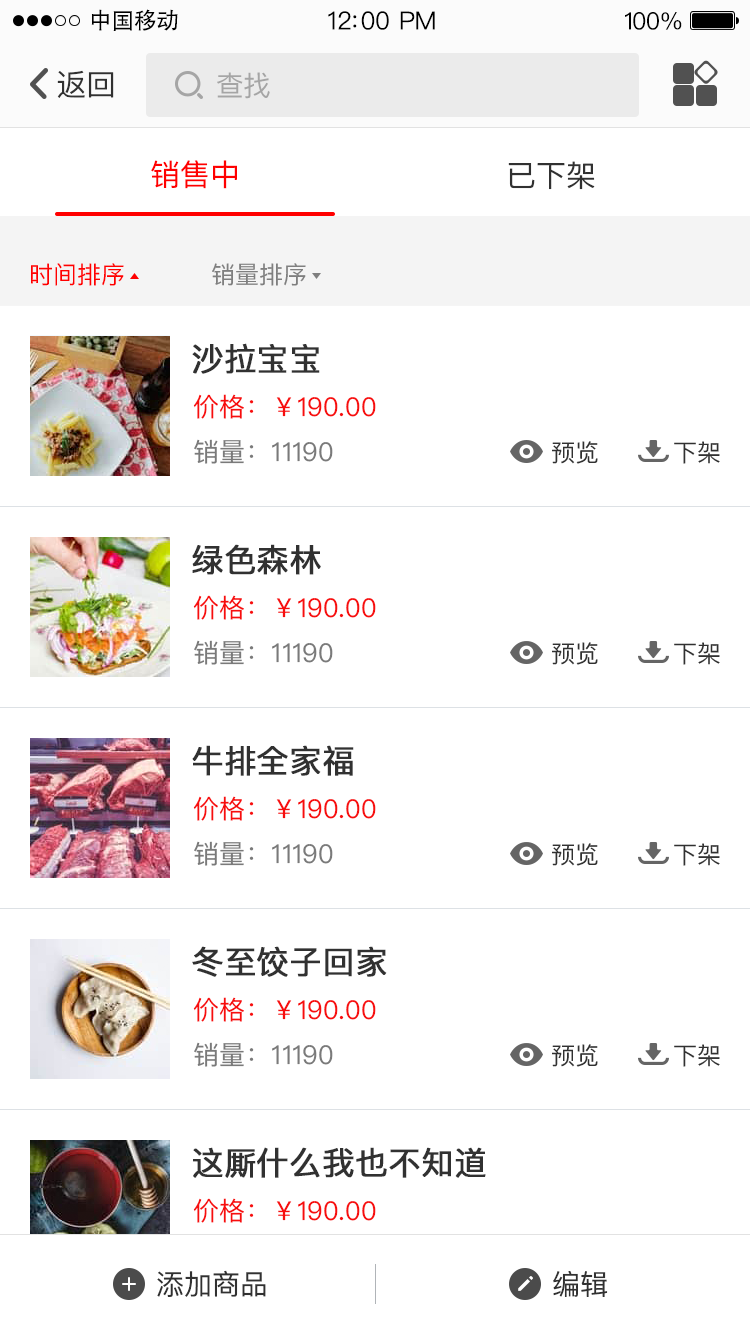 中国移动 12:00 PM 100%
返回 查找
销售中 已下架
时间排序 销量排序
沙拉宝宝
价格：￥190.00
销量：11190 预览 下架
绿色森林
价格：￥190.00
销量：11190 预览 下架
牛排全家福
价格：￥190.00
销量：11190 预览 下架
冬至饺子回家
价格：￥190.00
销量：11190 预览 下架
这厮什么我也不知道
价格：￥190.00
添加商品 编辑